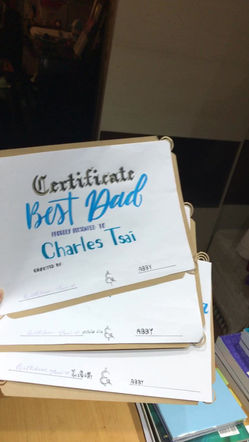 Certificate
Best Dad
PROUDLY PRESENTED TO
Charles Tsai
GRANTED BY
ABBY
ABBY
ABBY